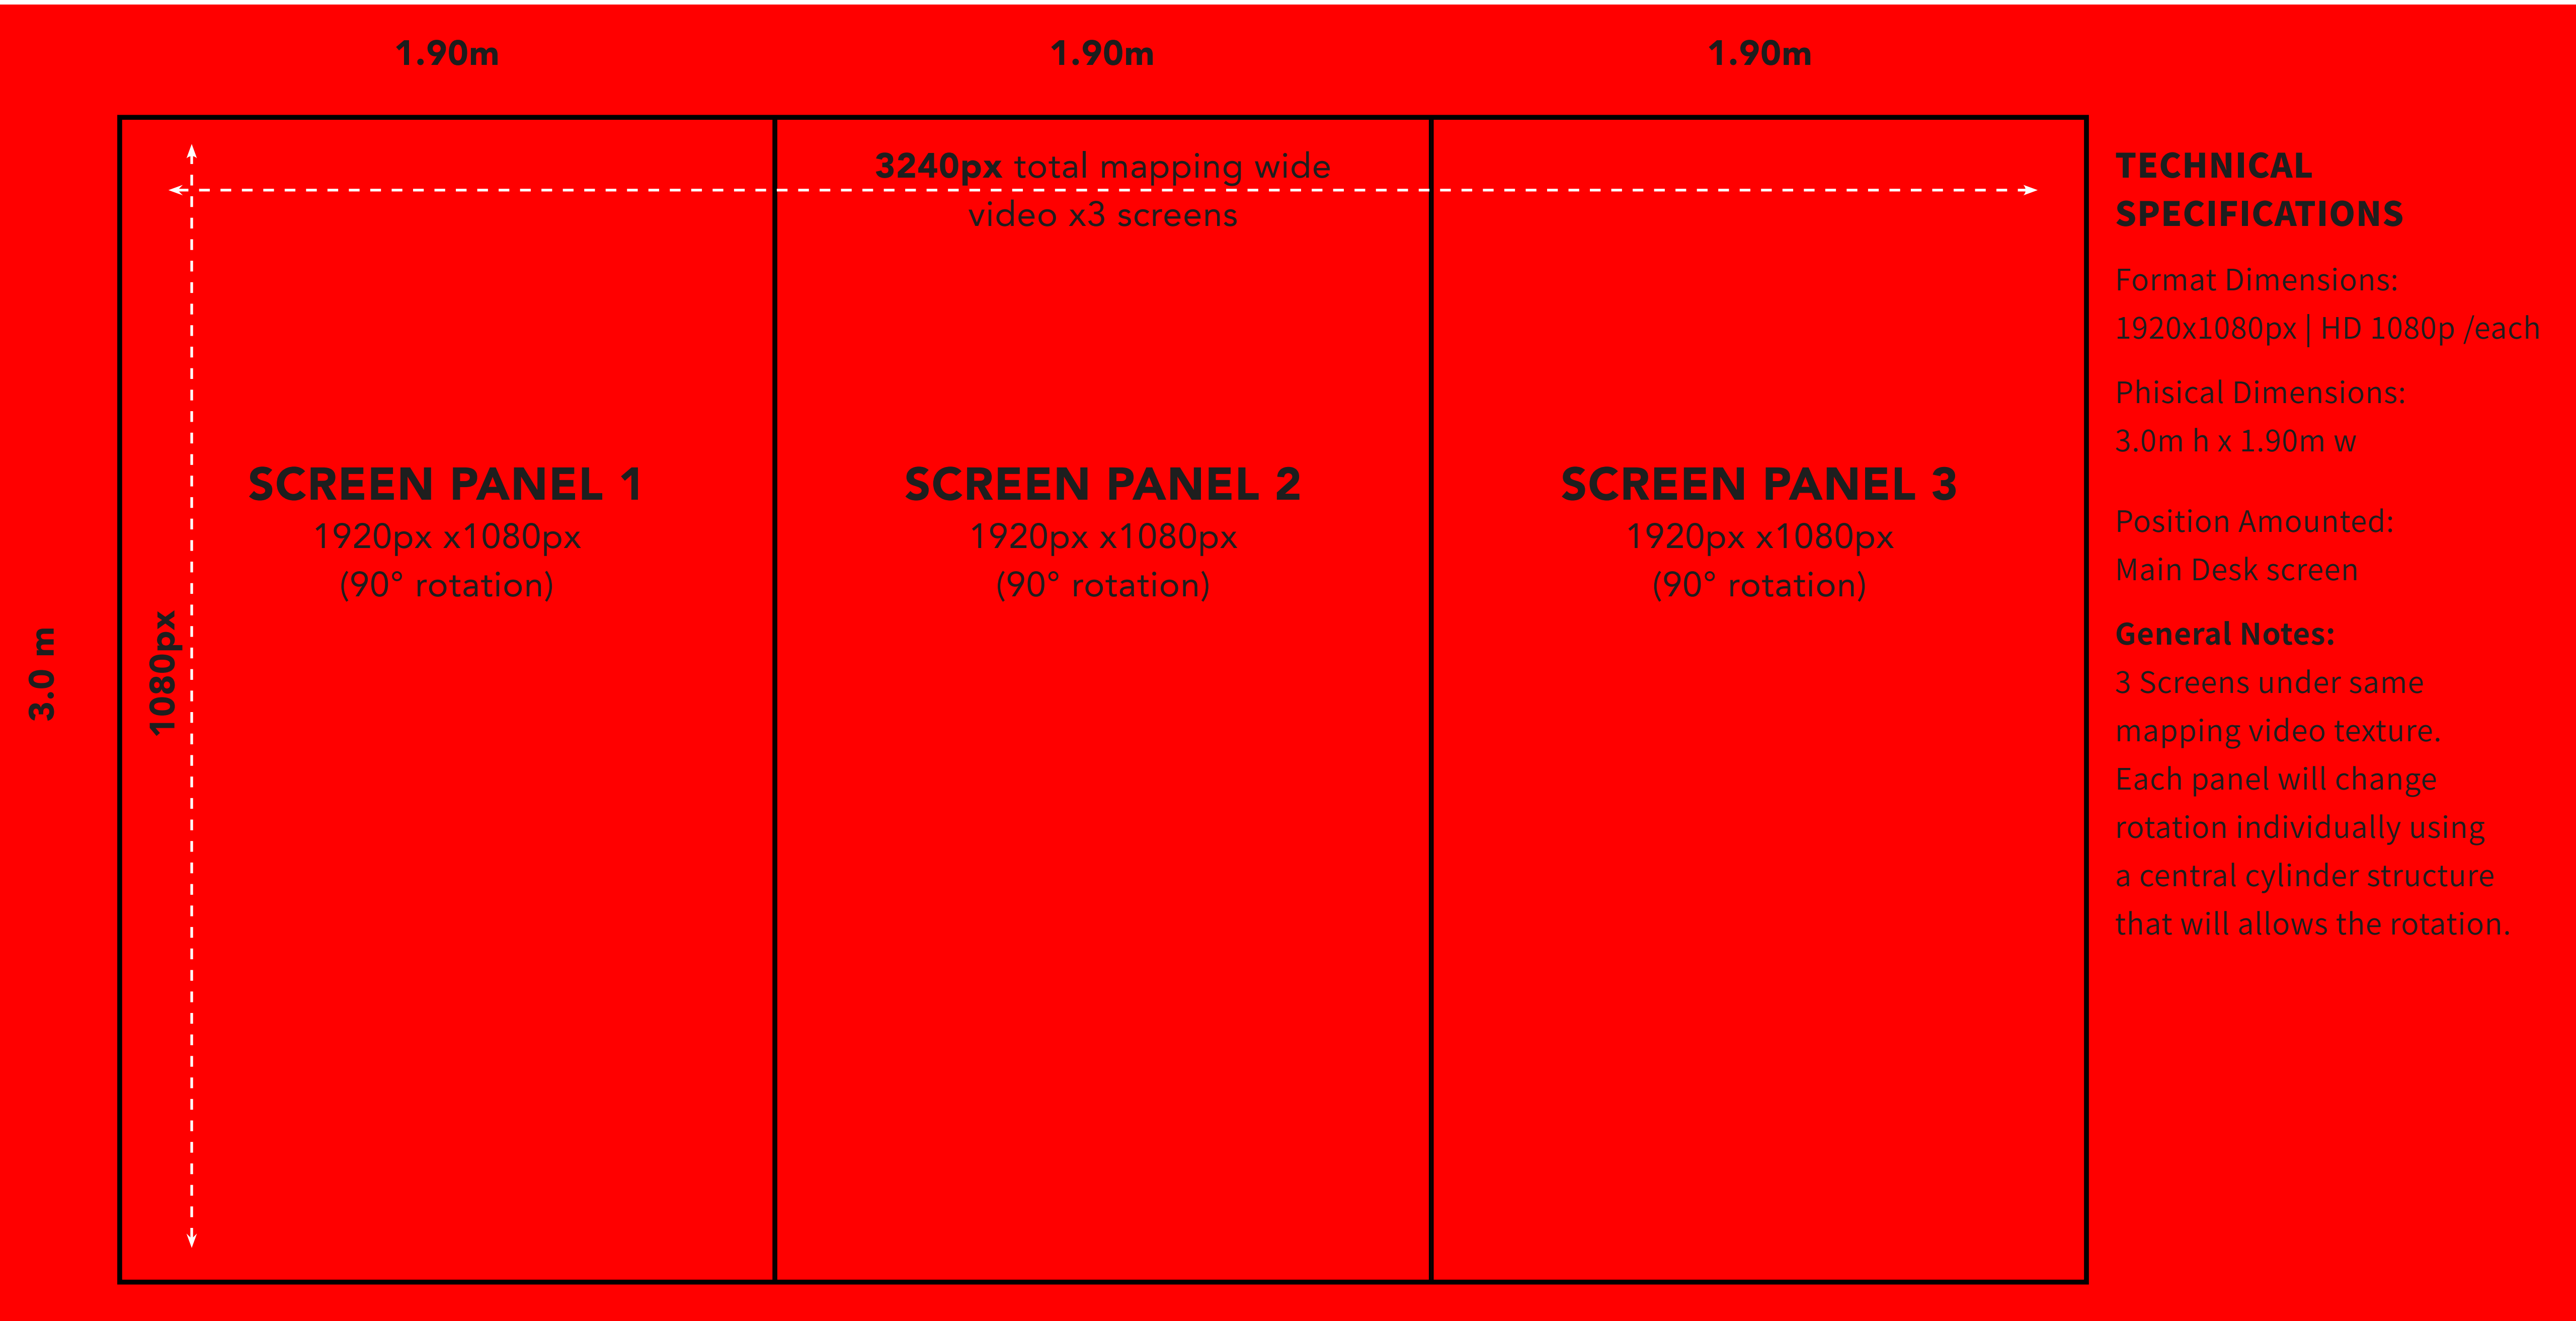 1.90m
1.90m
1.90m
3240px total mapping wide
video x3 screens
3.0 m
1080px
SCREEN PANEL 1
1920px x1080px
(90° rotation)
SCREEN PANEL 2
1920px x1080px
(90° rotation)
SCREEN PANEL 3
1920px x1080px
(90° rotation)
TECHNICAL
SPECIFICATIONS
Format Dimensions:
1920x1080px | HD 1080p /each
Phisical Dimensions:
3.0m h x 1.90m w
Position Amounted:
Main Desk screen
General Notes:
3 Screens under same
mapping video texture.
Each panel will change
rotation individually using
a central cylinder structure
that will allows the rotation.